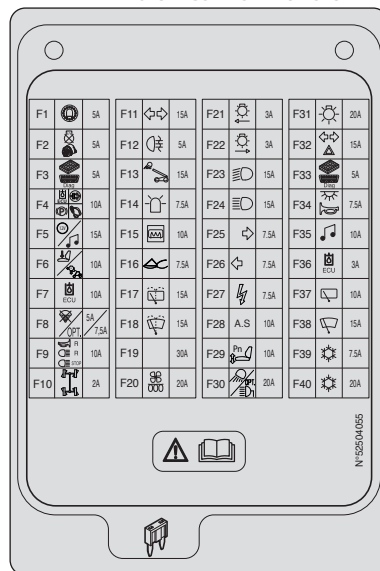 F1 5A F11 15A F21 3A F31 20A
F2 5A F12 5A F22 3A F32 15A
F3 Diag 5A F13 15A F23 15A F33 Diag 5A
F4 ECU (P) 10A F14 7.5A F24 15A F34 7.5A
F5 15A F15 10A F25 7.5A F35 10A
F6 10A F16 7.5A F26 7.5A F36 ECU 3A
F7 ECU 10A F17 15A F27 7.5A F37 10A
F8 OPT. 5A/7,5A F18 15A F28 A.S 10A F38 15A
F9 R R STOP 10A F19 30A F29 Pn 10A F39 7.5A
F10 2A F20 20A F30 OPT. 20A F40 20A
N°52504055